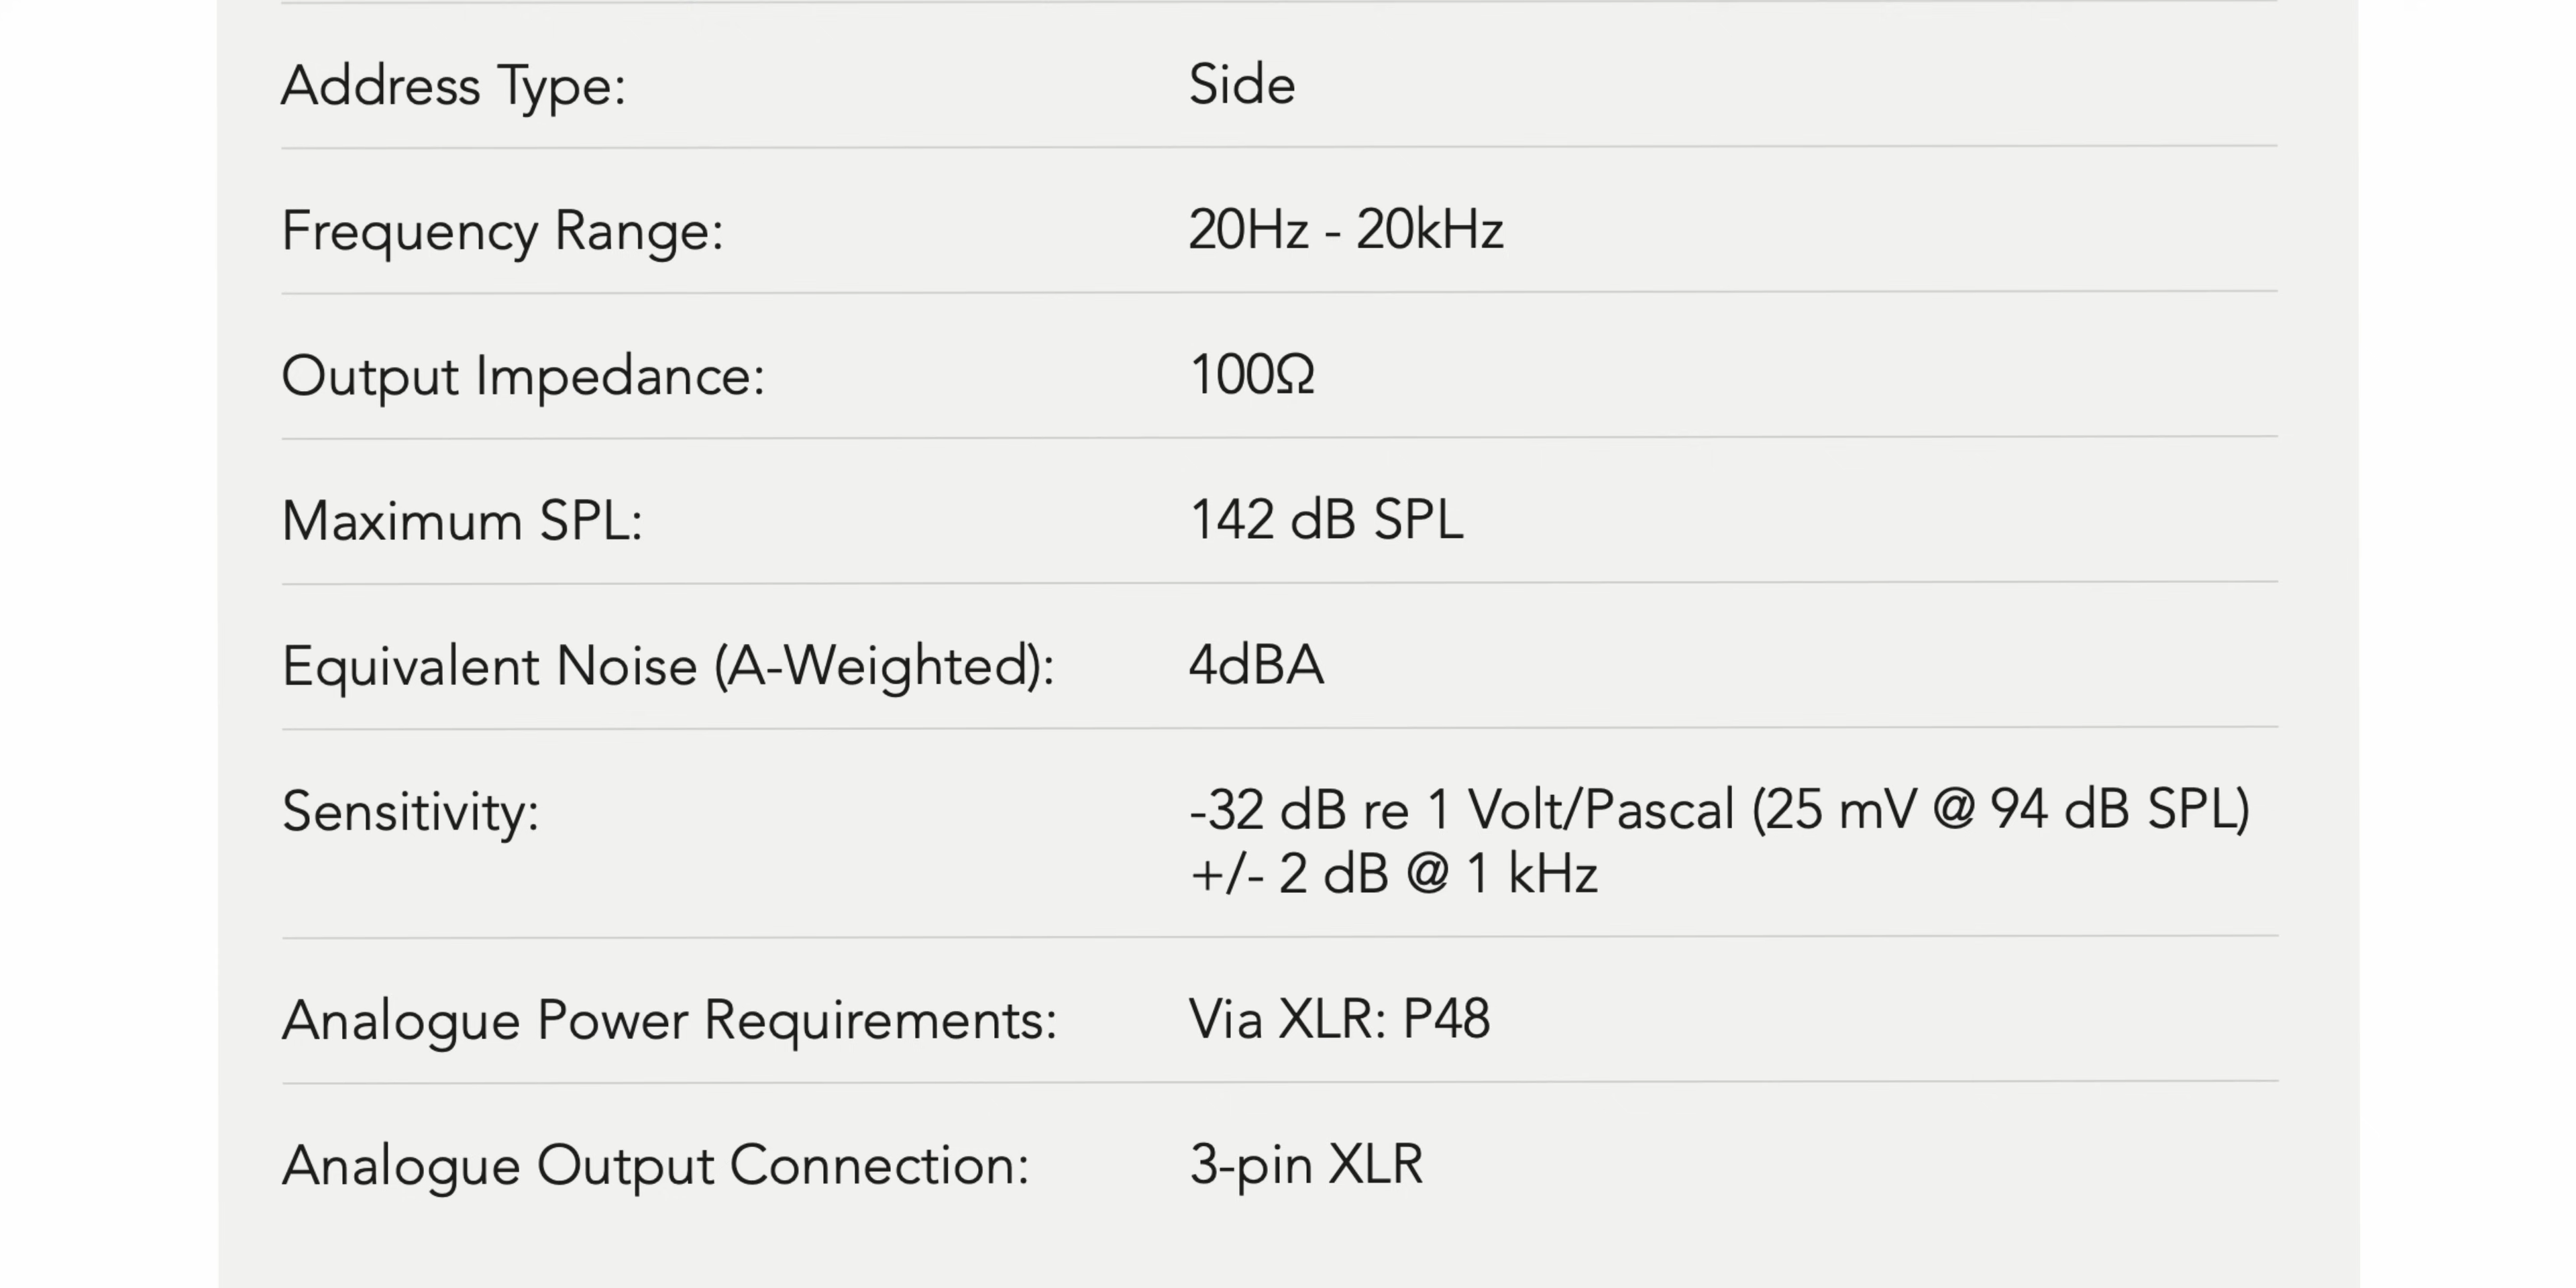 Address Type: Side
Frequency Range: 20Hz - 20kHz
Output Impedance: 100Ω
Maximum SPL: 142 dB SPL
Equivalent Noise (A-Weighted): 4dBA
Sensitivity: -32 dB re 1 Volt/Pascal (25 mV @ 94 dB SPL)
+/- 2 dB @ 1 kHz
Analogue Power Requirements: Via XLR: P48
Analogue Output Connection: 3-pin XLR